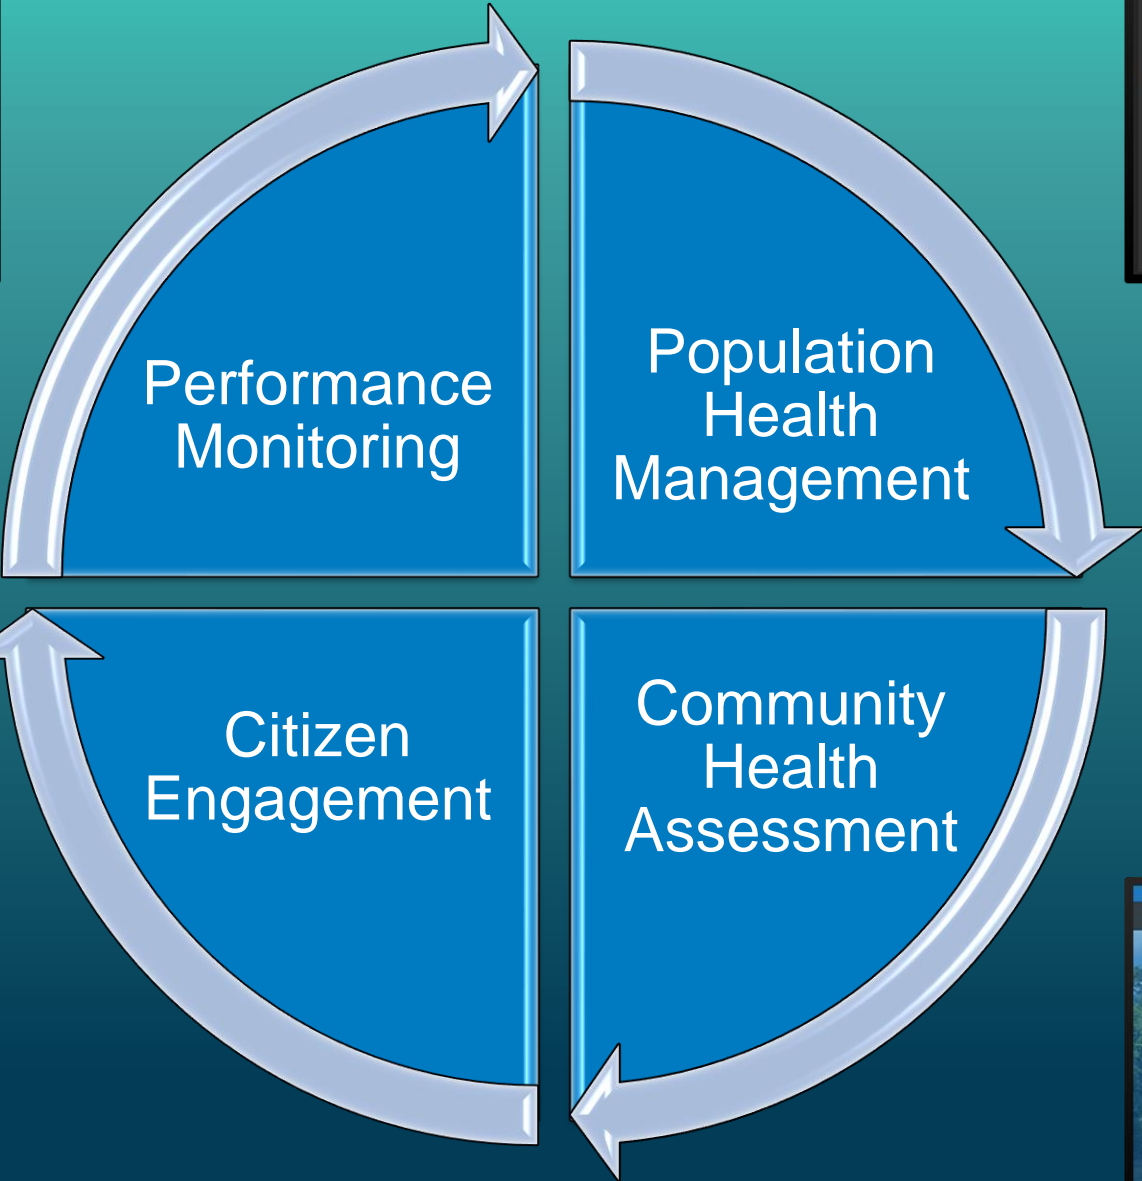 Performance
Monitoring
Population
Health
Management
Citizen
Engagement
Community
Health
Assessment